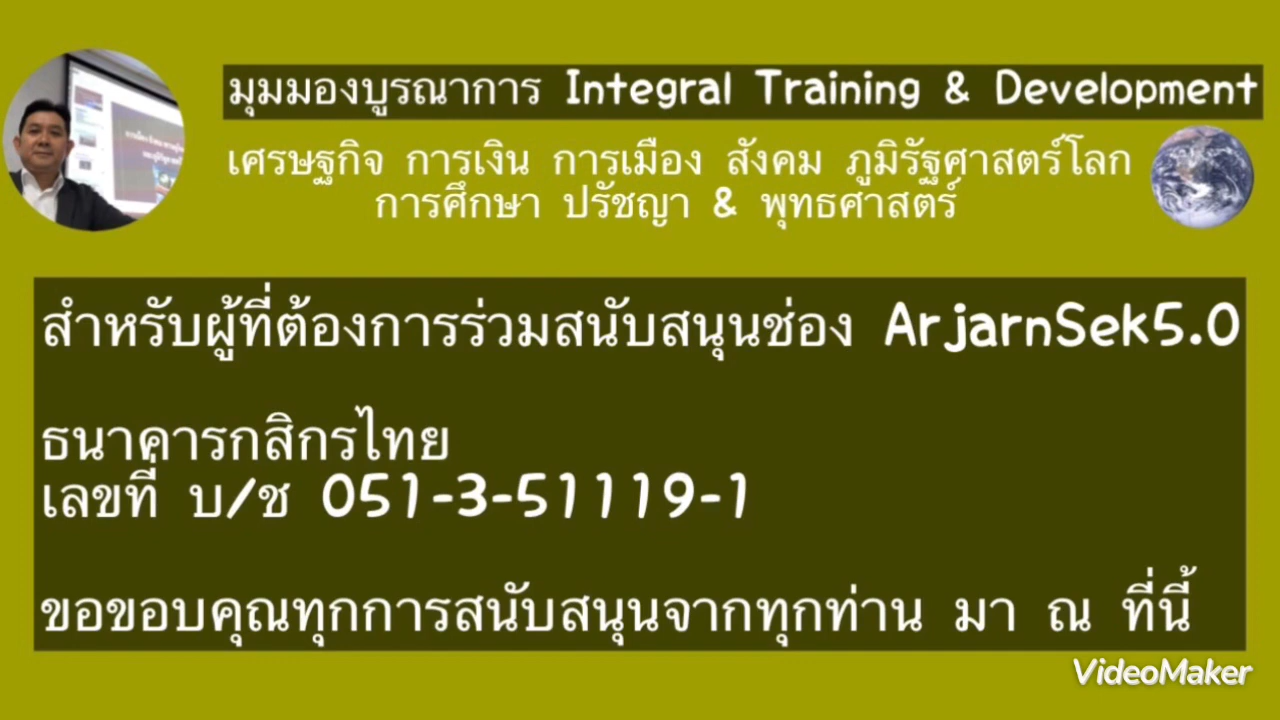 มุมมองบูรณาการ Integral Training & Development
เศรษฐกิจ การเงิน การเมือง สังคม ภูมิรัฐศาสตร์โลก
การศึกษา ปรัชญา & พุทธศาสตร์
สำหรับผู้ที่ต้องการร่วมสนับสนุนช่อง ArjarnSek5.0
ธนาคารกสิกรไทย
เลขที่ บ/ช 051-3-51119-1
ขอขอบคุณทุกการสนับสนุนจากทุกท่าน มา ณ ที่นี้
VideoMaker